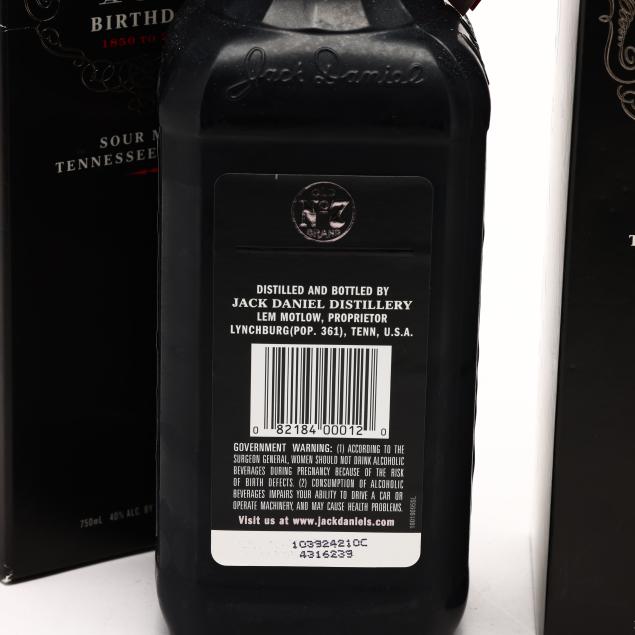 BIRTHD
1850 TO
SOUR M
TENNESSEE
750mL 40% ALC. BY
Jack Daniel
OLD
No. 7
BRAND
DISTILLED AND BOTTLED BY
JACK DANIEL DISTILLERY
LEM MOTLOW, PROPRIETOR
LYNCHBURG(POP. 361), TENN, U.S.A.
0 82184 00012 0
GOVERNMENT WARNING: (1) ACCORDING TO THE
SURGEON GENERAL, WOMEN SHOULD NOT DRINK ALCOHOLIC
BEVERAGES DURING PREGNANCY BECAUSE OF THE RISK
OF BIRTH DEFECTS. (2) CONSUMPTION OF ALCOHOLIC
BEVERAGES IMPAIRS YOUR ABILITY TO DRIVE A CAR OR
OPERATE MACHINERY, AND MAY CAUSE HEALTH PROBLEMS.
Visit us at www.jackdaniels.com
103924210C
4316239